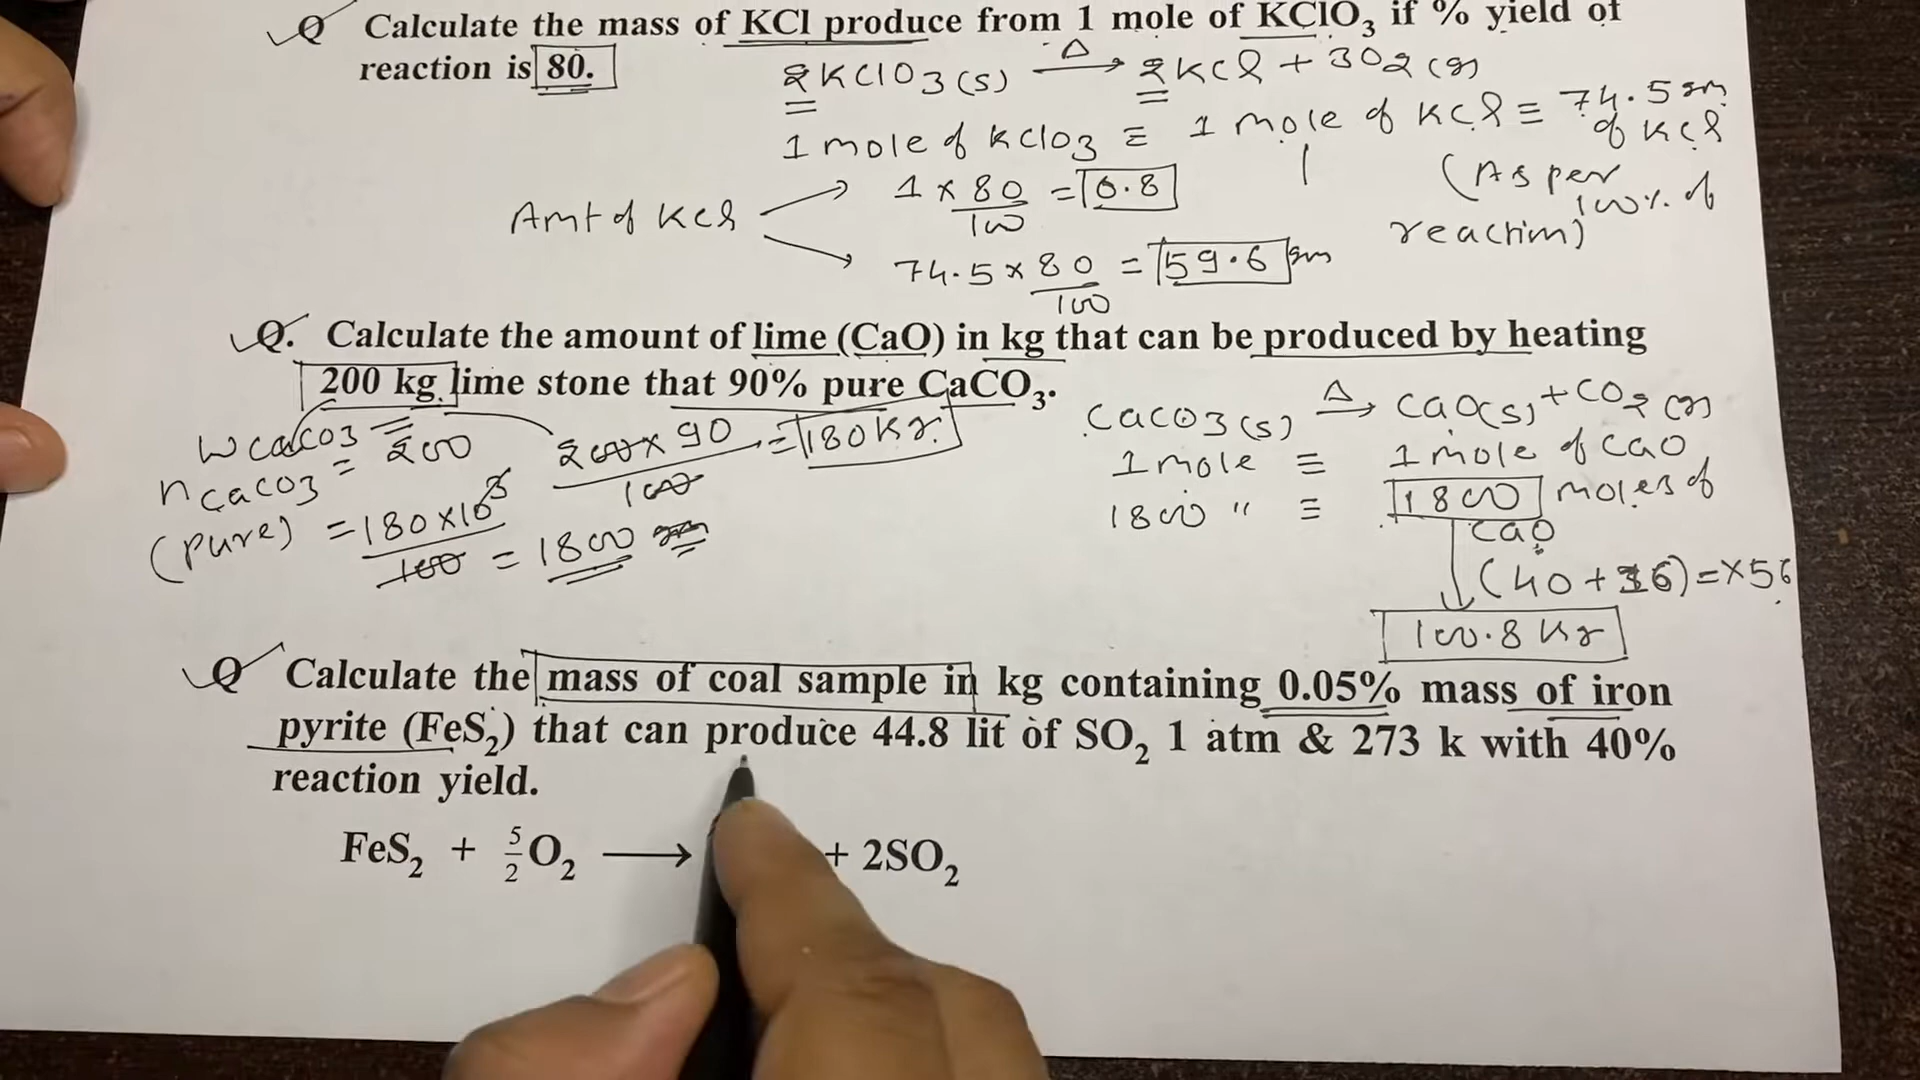 Q Calculate the mass of KCl produce from 1 mole of KClO3 if % yield of
reaction is 80.
2KClO3(s) Δ→ 2KCl + 3O2(g)
1 mole of KClO3 ≡ 1 mole of KCl ≡ 74.5 gm of KCl
(As per 100% of reaction)
Amt of KCl → 1 × 80/100 = 0.8
→ 74.5 × 80/100 = 59.6 gm
Q. Calculate the amount of lime (CaO) in kg that can be produced by heating
200 kg lime stone that 90% pure CaCO3.
CaCO3(s) Δ→ CaO(s) + CO2(g)
WCaCO3 = 200 × 90/100 = 180 Kg.
1 mole ≡ 1 mole of CaO
nCaCO3 = 200
(pure) = 180×10^3/100 = 1800
1800 " ≡ 1800 moles of CaO
(40+16) = ×56
100.8 Kg
Q Calculate the mass of coal sample in kg containing 0.05% mass of iron
pyrite (FeS2) that can produce 44.8 lit of SO2 1 atm & 273 k with 40%
reaction yield.
FeS2 + 5/2 O2 ⟶ + 2SO2